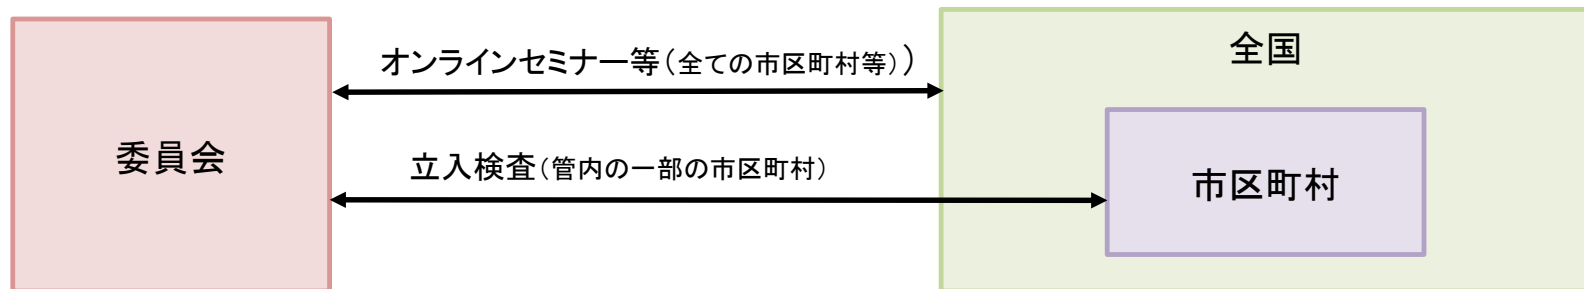 全国
オンラインセミナー等(全ての市区町村等))
委員会
立入検査(管内の一部の市区町村)
市区町村